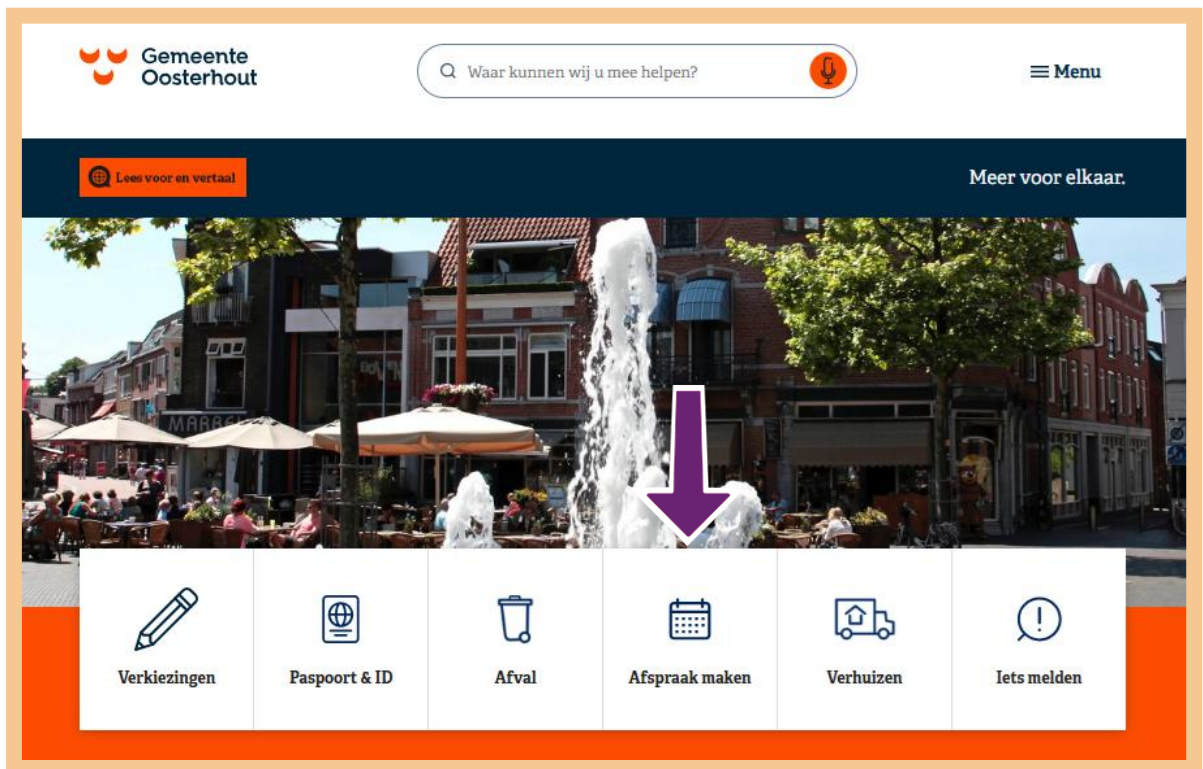 Gemeente
Oosterhout
Waar kunnen wij u mee helpen?
Menu
Lees voor en vertaal
Meer voor elkaar.
Verkiezingen
Paspoort & ID
Afval
Afspraak maken
Verhuizen
Iets melden